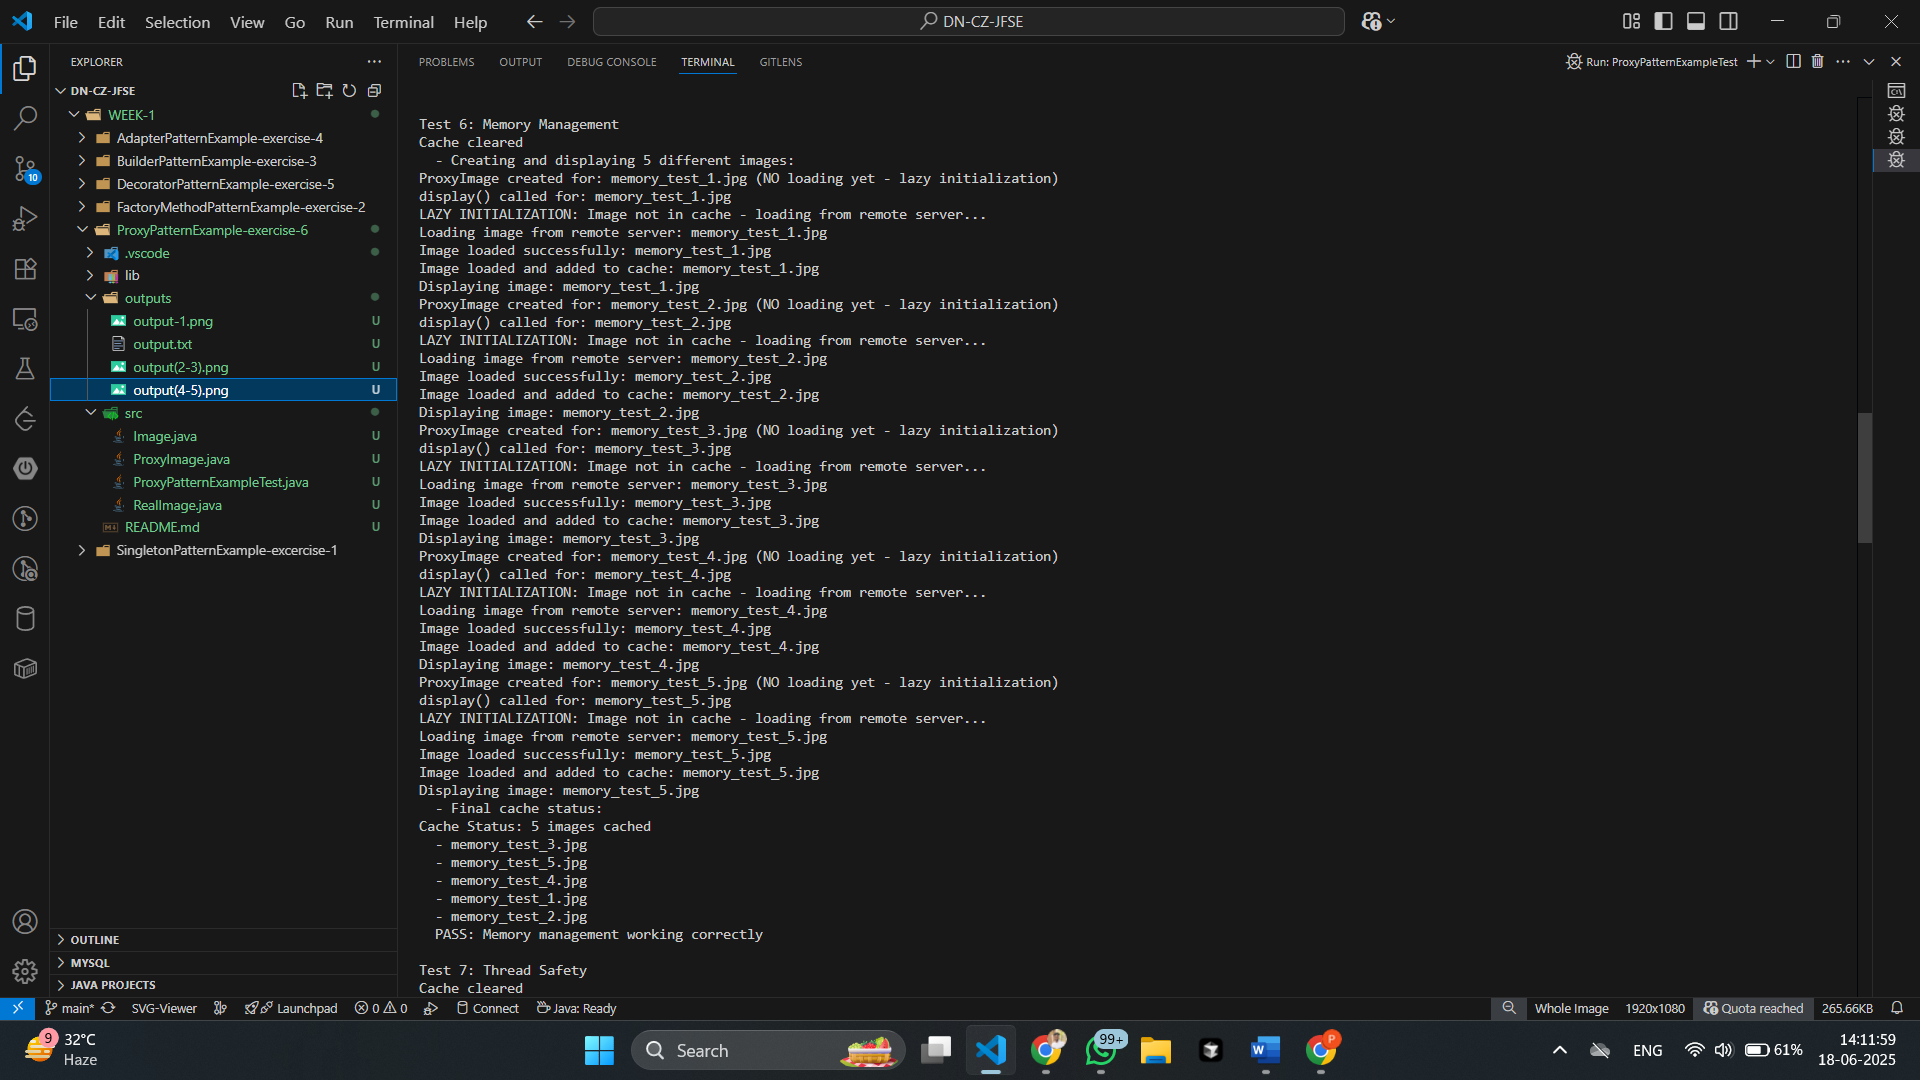 File Edit Selection View Go Run Terminal Help
DN-CZ-JFSE
EXPLORER
DN-CZ-JFSE
WEEK-1
AdapterPatternExample-exercise-4
BuilderPatternExample-exercise-3
DecoratorPatternExample-exercise-5
FactoryMethodPatternExample-exercise-2
ProxyPatternExample-exercise-6
.vscode
lib
outputs
output-1.png U
output.txt U
output(2-3).png U
output(4-5).png U
src
Image.java U
ProxyImage.java U
ProxyPatternExampleTest.java U
RealImage.java U
README.md U
SingletonPatternExample-excercise-1
OUTLINE
MYSQL
JAVA PROJECTS
10
PROBLEMS OUTPUT DEBUG CONSOLE TERMINAL GITLENS
Run: ProxyPatternExampleTest
Test 6: Memory Management
Cache cleared
- Creating and displaying 5 different images:
ProxyImage created for: memory_test_1.jpg (NO loading yet - lazy initialization)
display() called for: memory_test_1.jpg
LAZY INITIALIZATION: Image not in cache - loading from remote server...
Loading image from remote server: memory_test_1.jpg
Image loaded successfully: memory_test_1.jpg
Image loaded and added to cache: memory_test_1.jpg
Displaying image: memory_test_1.jpg
ProxyImage created for: memory_test_2.jpg (NO loading yet - lazy initialization)
display() called for: memory_test_2.jpg
LAZY INITIALIZATION: Image not in cache - loading from remote server...
Loading image from remote server: memory_test_2.jpg
Image loaded successfully: memory_test_2.jpg
Image loaded and added to cache: memory_test_2.jpg
Displaying image: memory_test_2.jpg
ProxyImage created for: memory_test_3.jpg (NO loading yet - lazy initialization)
display() called for: memory_test_3.jpg
LAZY INITIALIZATION: Image not in cache - loading from remote server...
Loading image from remote server: memory_test_3.jpg
Image loaded successfully: memory_test_3.jpg
Image loaded and added to cache: memory_test_3.jpg
Displaying image: memory_test_3.jpg
ProxyImage created for: memory_test_4.jpg (NO loading yet - lazy initialization)
display() called for: memory_test_4.jpg
LAZY INITIALIZATION: Image not in cache - loading from remote server...
Loading image from remote server: memory_test_4.jpg
Image loaded successfully: memory_test_4.jpg
Image loaded and added to cache: memory_test_4.jpg
Displaying image: memory_test_4.jpg
ProxyImage created for: memory_test_5.jpg (NO loading yet - lazy initialization)
display() called for: memory_test_5.jpg
LAZY INITIALIZATION: Image not in cache - loading from remote server...
Loading image from remote server: memory_test_5.jpg
Image loaded successfully: memory_test_5.jpg
Image loaded and added to cache: memory_test_5.jpg
Displaying image: memory_test_5.jpg
- Final cache status:
Cache Status: 5 images cached
- memory_test_3.jpg
- memory_test_5.jpg
- memory_test_4.jpg
- memory_test_1.jpg
- memory_test_2.jpg
PASS: Memory management working correctly
Test 7: Thread Safety
Cache cleared
main* SVG-Viewer Launchpad 0 0 Connect Java: Ready Whole Image 1920x1080 Quota reached 265.66KB
9 32°C
Haze
Search
99+
W
P
ENG
61%
14:11:59
18-06-2025